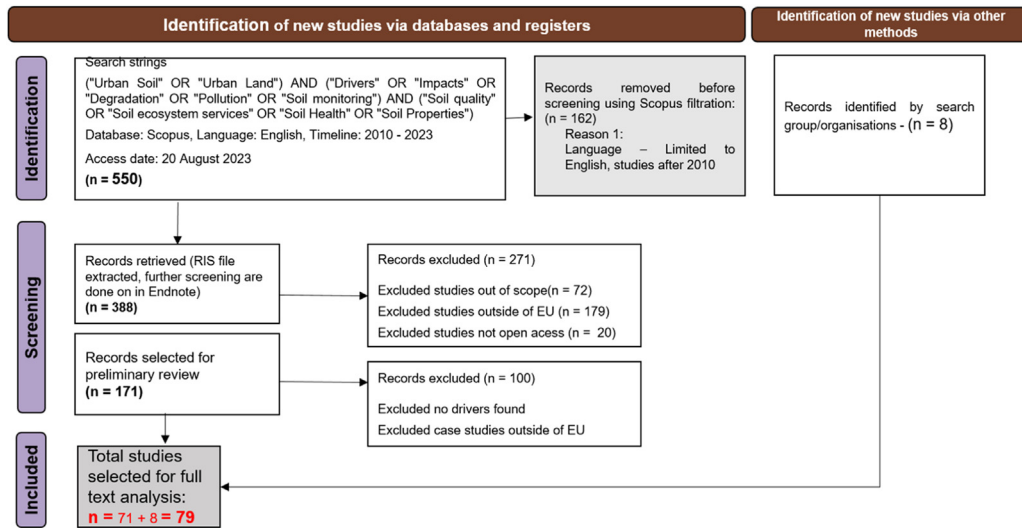 Identification of new studies via databases and registers
Identification of new studies via other
methods
Identification
Search strings
("Urban Soil" OR "Urban Land") AND ("Drivers" OR "Impacts" OR
"Degradation" OR "Pollution" OR "Soil monitoring") AND ("Soil quality"
OR "Soil ecosystem services" OR "Soil Health" OR "Soil Properties")
Database: Scopus, Language: English, Timeline: 2010 - 2023
Access date: 20 August 2023
(n = 550)
Records removed before
screening using Scopus filtration:
(n = 162)
Reason 1:
Language – Limited to
English, studies after 2010
Records identified by search
group/organisations - (n = 8)
Screening
Records retrieved (RIS file
extracted, further screening are
done on in Endnote)
(n = 388)
Records excluded (n = 271)
Excluded studies out of scope(n = 72)
Excluded studies outside of EU (n = 179)
Excluded studies not open acess (n = 20)
Records selected for
preliminary review
(n = 171)
Records excluded (n = 100)
Excluded no drivers found
Excluded case studies outside of EU
Included
Total studies
selected for full
text analysis:
n = 71 + 8 = 79